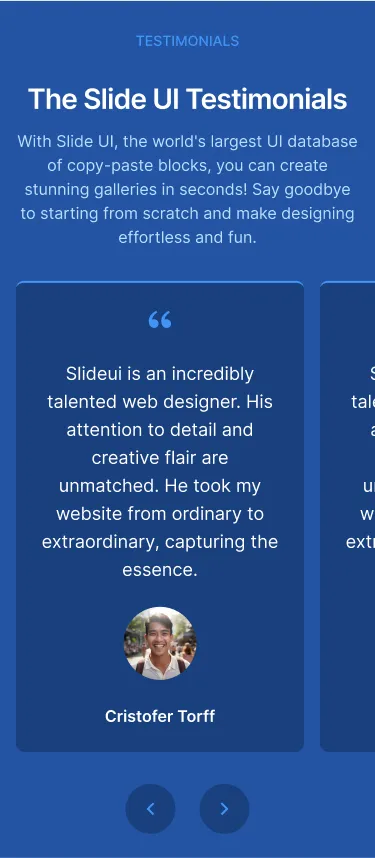 TESTIMONIALS
The Slide UI Testimonials
With Slide UI, the world's largest UI database
of copy-paste blocks, you can create
stunning galleries in seconds! Say goodbye
to starting from scratch and make designing
effortless and fun.
“
Slideui is an incredibly
talented web designer. His
attention to detail and
creative flair are
unmatched. He took my
website from ordinary to
extraordinary, capturing the
essence.
Cristofer Torff